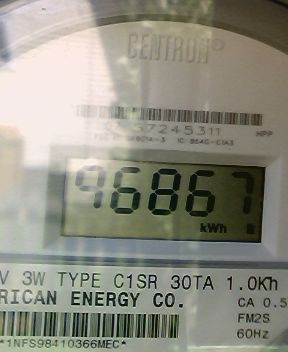 CENTRON®
57245311
HPP
96867
kWh
V 3W TYPE C1SR 30TA 1.0Kh
RICAN ENERGY CO.
CA 0.5
FM2S
60Hz
*1NFS98410366MEC*